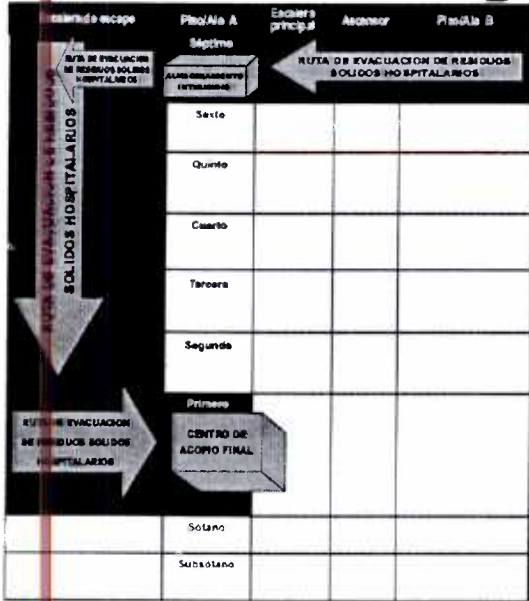 Escalera de escape Piso/Ala A Escalera principal Ascensor Piso/Ala B
Séptimo
RUTA DE EVACUACION
DE RESIDUOS SOLIDOS
HOSPITALARIOS
ALMACENAMIENTO
INTERMEDIO
RUTA DE EVACUACION DE RESIDUOS
SOLIDOS HOSPITALARIOS
RUTA DE EVACUACION DE RESIDUOS
SOLIDOS HOSPITALARIOS
Sexto
Quinto
Cuarto
Tercero
Segundo
Primero
RUTA DE EVACUACION
DE RESIDUOS SOLIDOS
HOSPITALARIOS
CENTRO DE
ACOPIO FINAL
Sótano
Subsótano